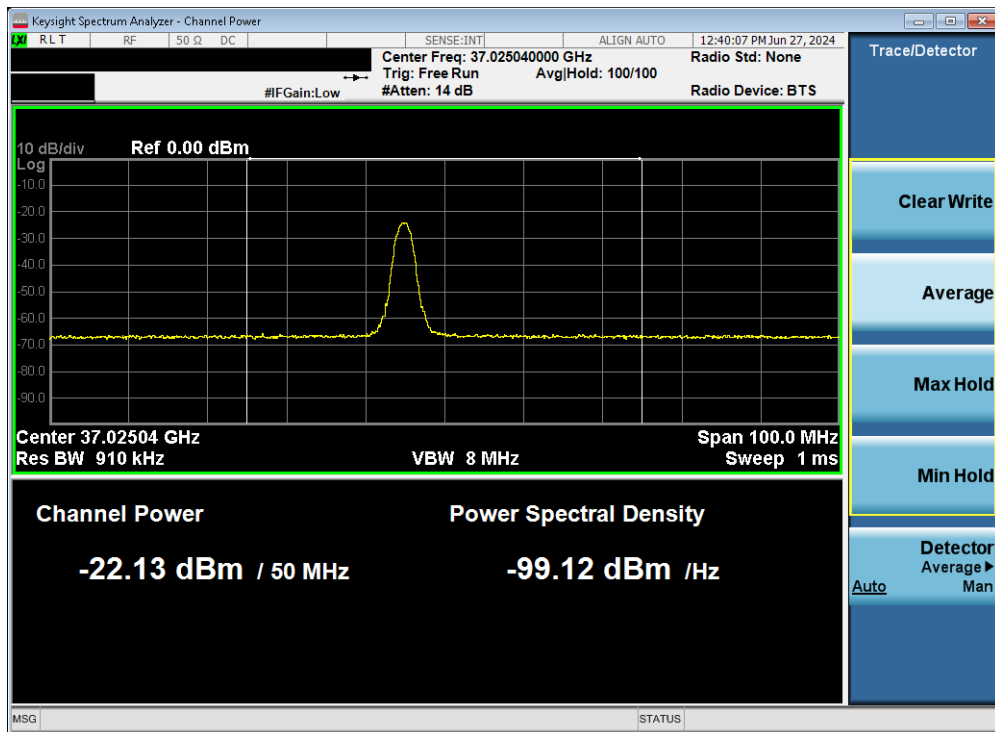 Keysight Spectrum Analyzer - Channel Power
LXI RLT RF 50 Ω DC SENSE:INT ALIGN AUTO 12:40:07 PM Jun 27, 2024
Center Freq: 37.025040000 GHz Radio Std: None
Trig: Free Run Avg|Hold: 100/100
#IFGain:Low #Atten: 14 dB Radio Device: BTS
10 dB/div Ref 0.00 dBm
Log
-10.0
-20.0
-30.0
-40.0
-50.0
-60.0
-70.0
-80.0
-90.0
Center 37.02504 GHz Span 100.0 MHz
Res BW 910 kHz VBW 8 MHz Sweep 1 ms
Channel Power Power Spectral Density
-22.13 dBm / 50 MHz -99.12 dBm /Hz
Trace/Detector
Clear Write
Average
Max Hold
Min Hold
Detector
Average
Auto Man
MSG STATUS